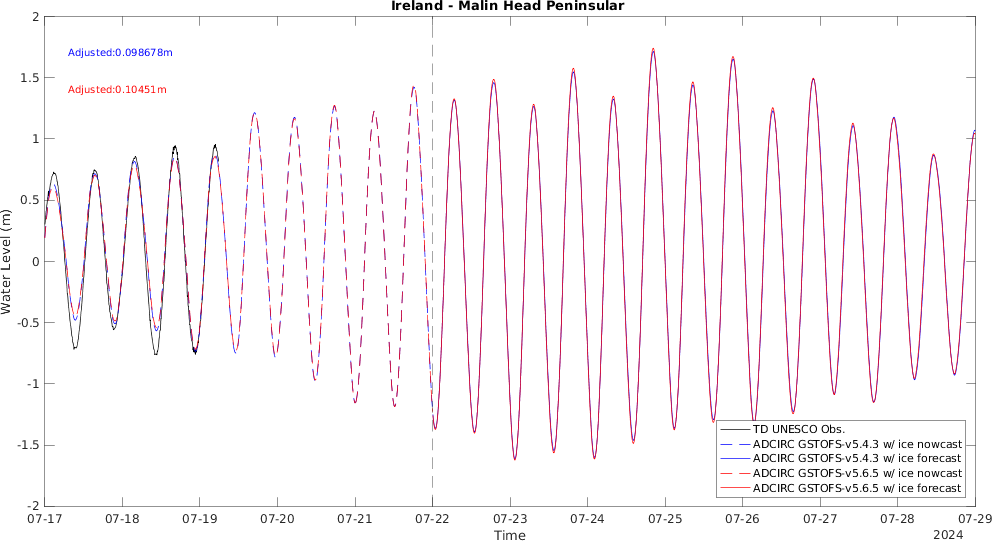 Ireland - Malin Head Peninsular
Adjusted:0.098678m
Adjusted:0.10451m
2
1.5
1
0.5
0
-0.5
-1
-1.5
-2
Water Level (m)
TD UNESCO Obs.
ADCIRC GSTOFS-v5.4.3 w/ ice nowcast
ADCIRC GSTOFS-v5.4.3 w/ ice forecast
ADCIRC GSTOFS-v5.6.5 w/ ice nowcast
ADCIRC GSTOFS-v5.6.5 w/ ice forecast
07-17 07-18 07-19 07-20 07-21 07-22 07-23 07-24 07-25 07-26 07-27 07-28 07-29
Time
2024